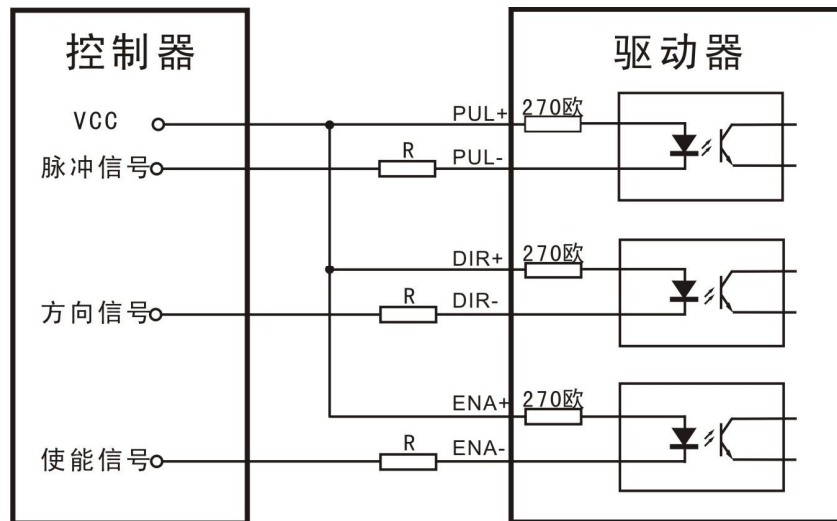 控制器
驱动器
VCC
PUL+
270欧
脉冲信号
R
PUL-
DIR+
270欧
方向信号
R
DIR-
ENA+
270欧
使能信号
R
ENA-